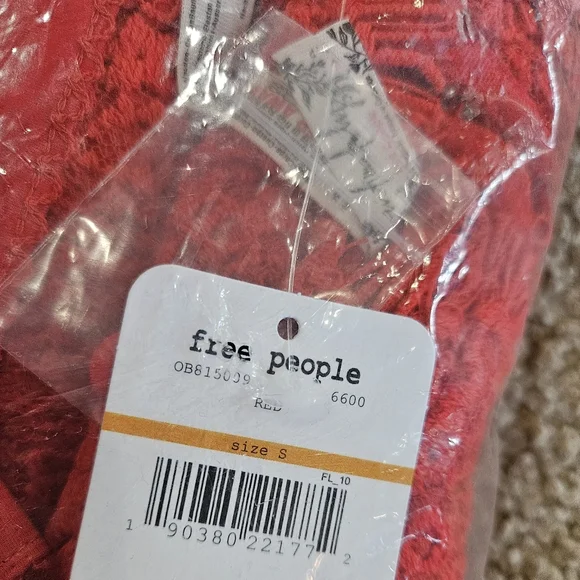 free people
OB815009 6600
RED
size S
FL_10
1 90380 22177 2